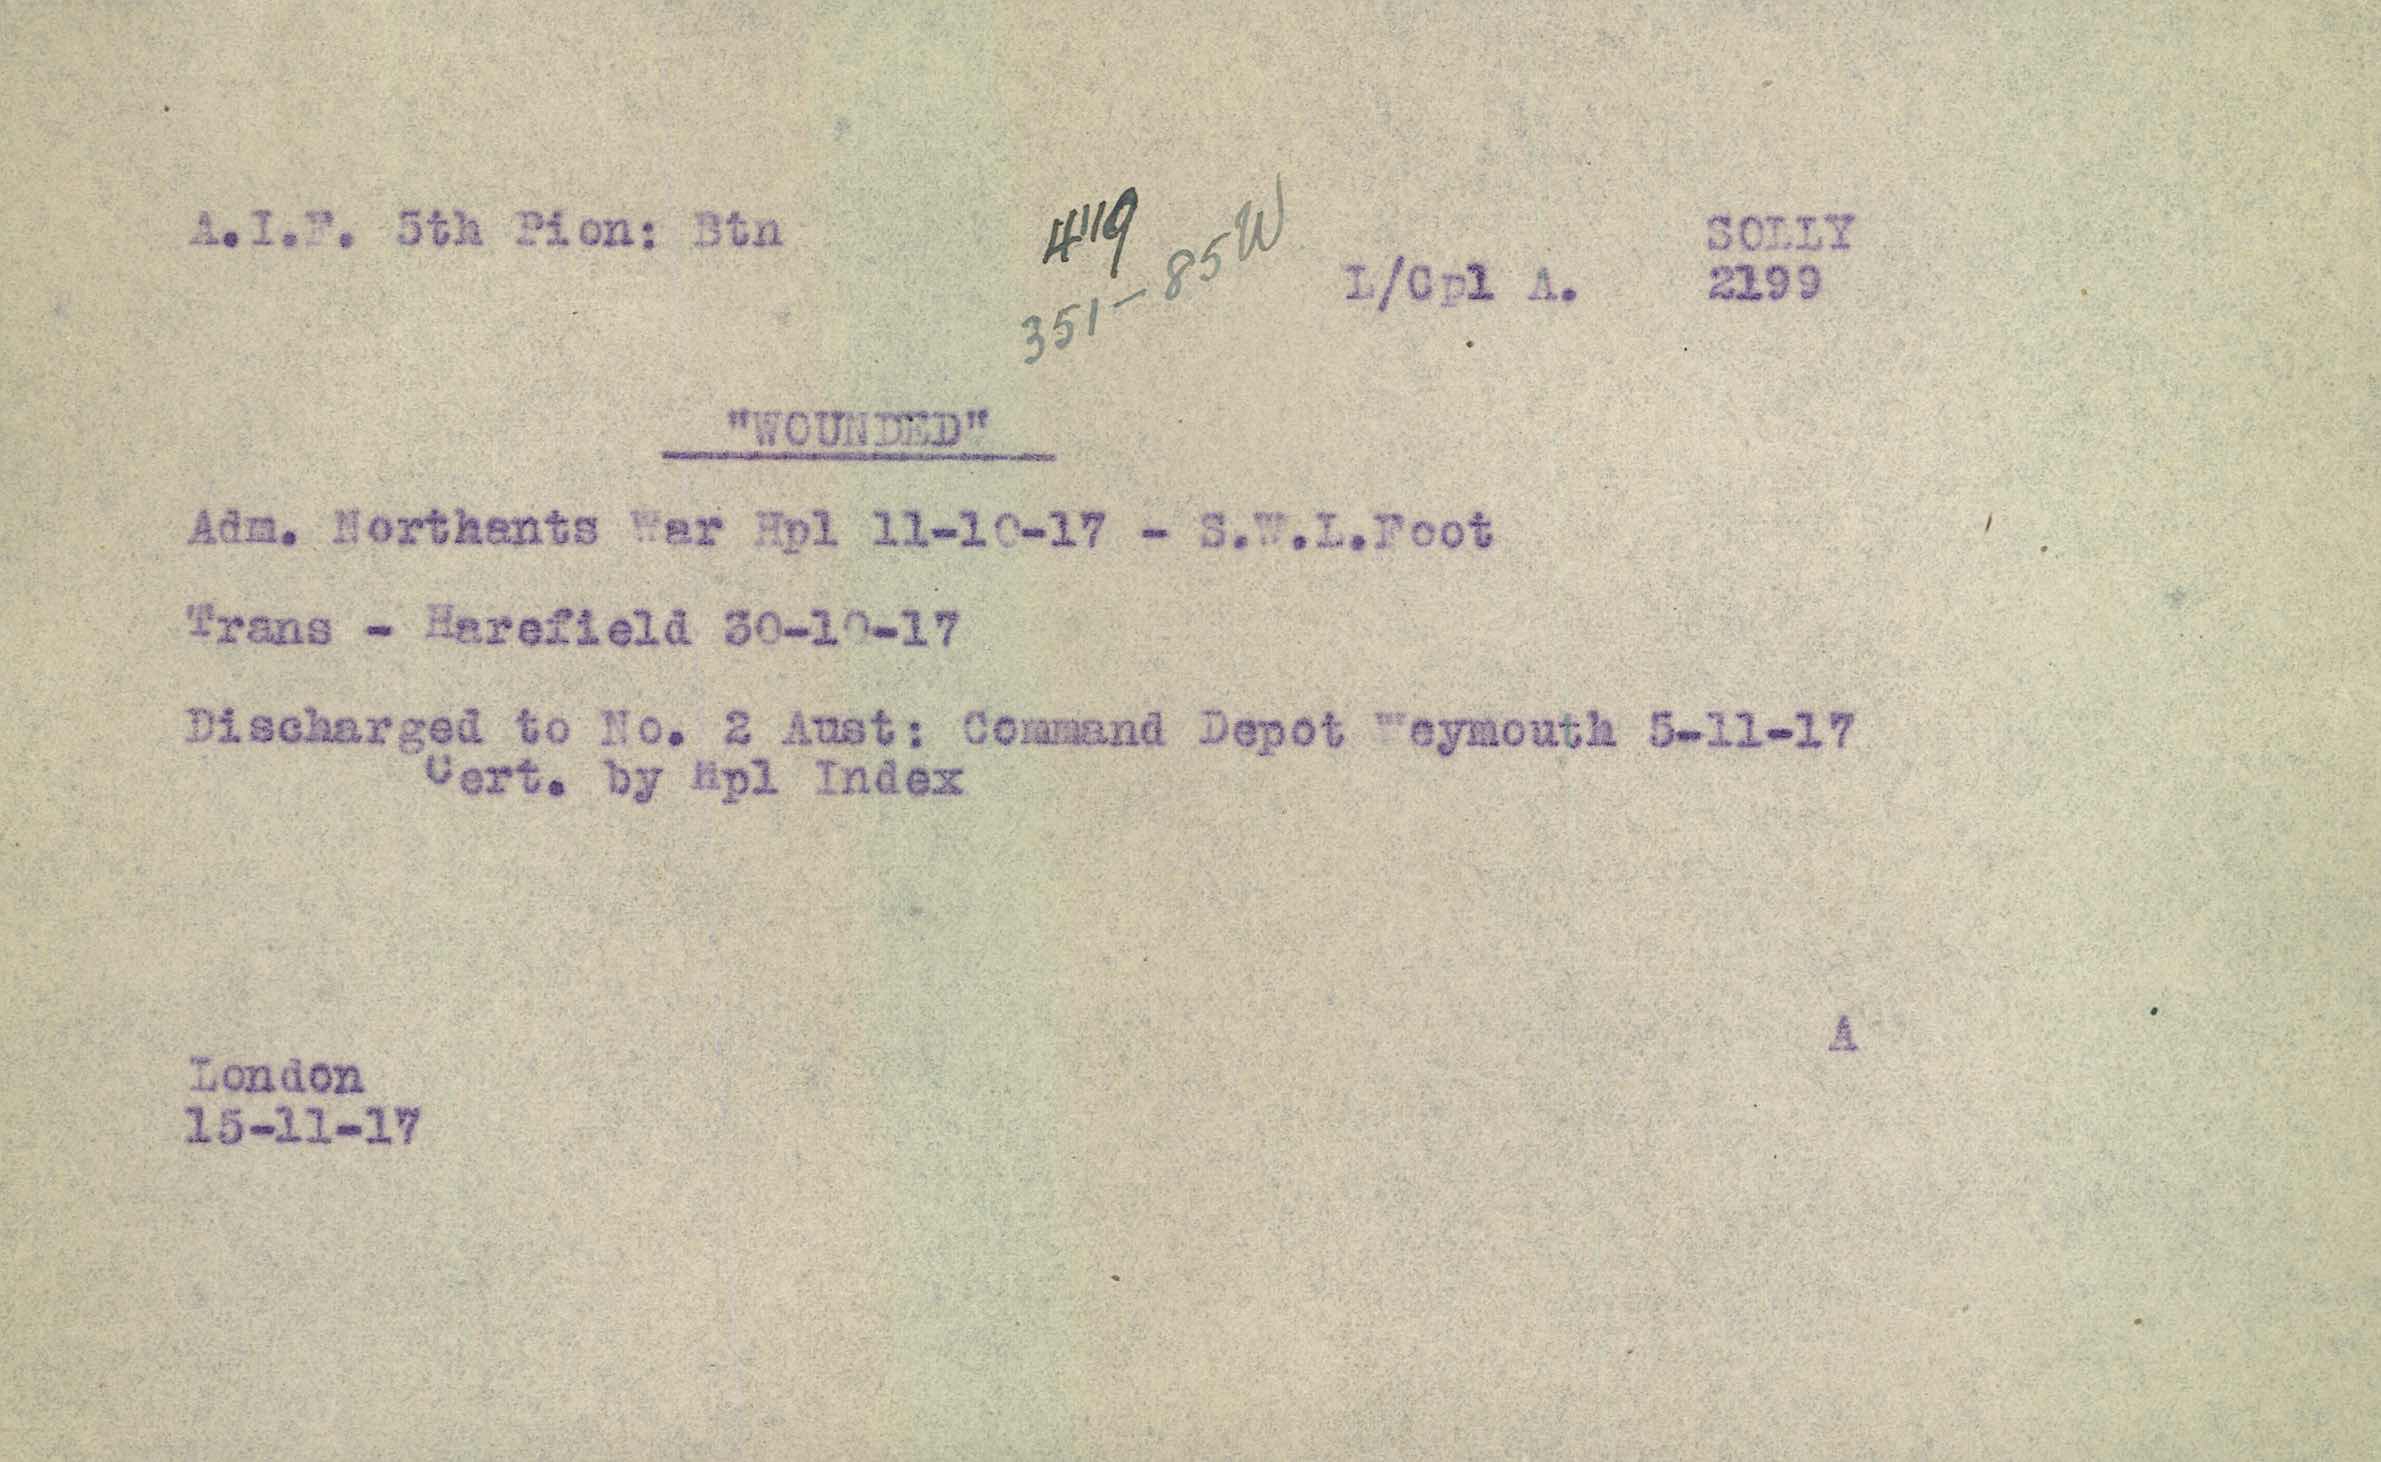 A.I.F. 5th Pion: Btn
4119
351-85W
SOLLY
L/Cpl A. 2199
"WOUNDED"
Adm. Northants War Hpl 11-10-17 - S.W.L.Foot
Trans - Harefield 30-10-17
Discharged to No. 2 Aust: Command Depot Weymouth 5-11-17
Cert. by Hpl Index
A
London
15-11-17